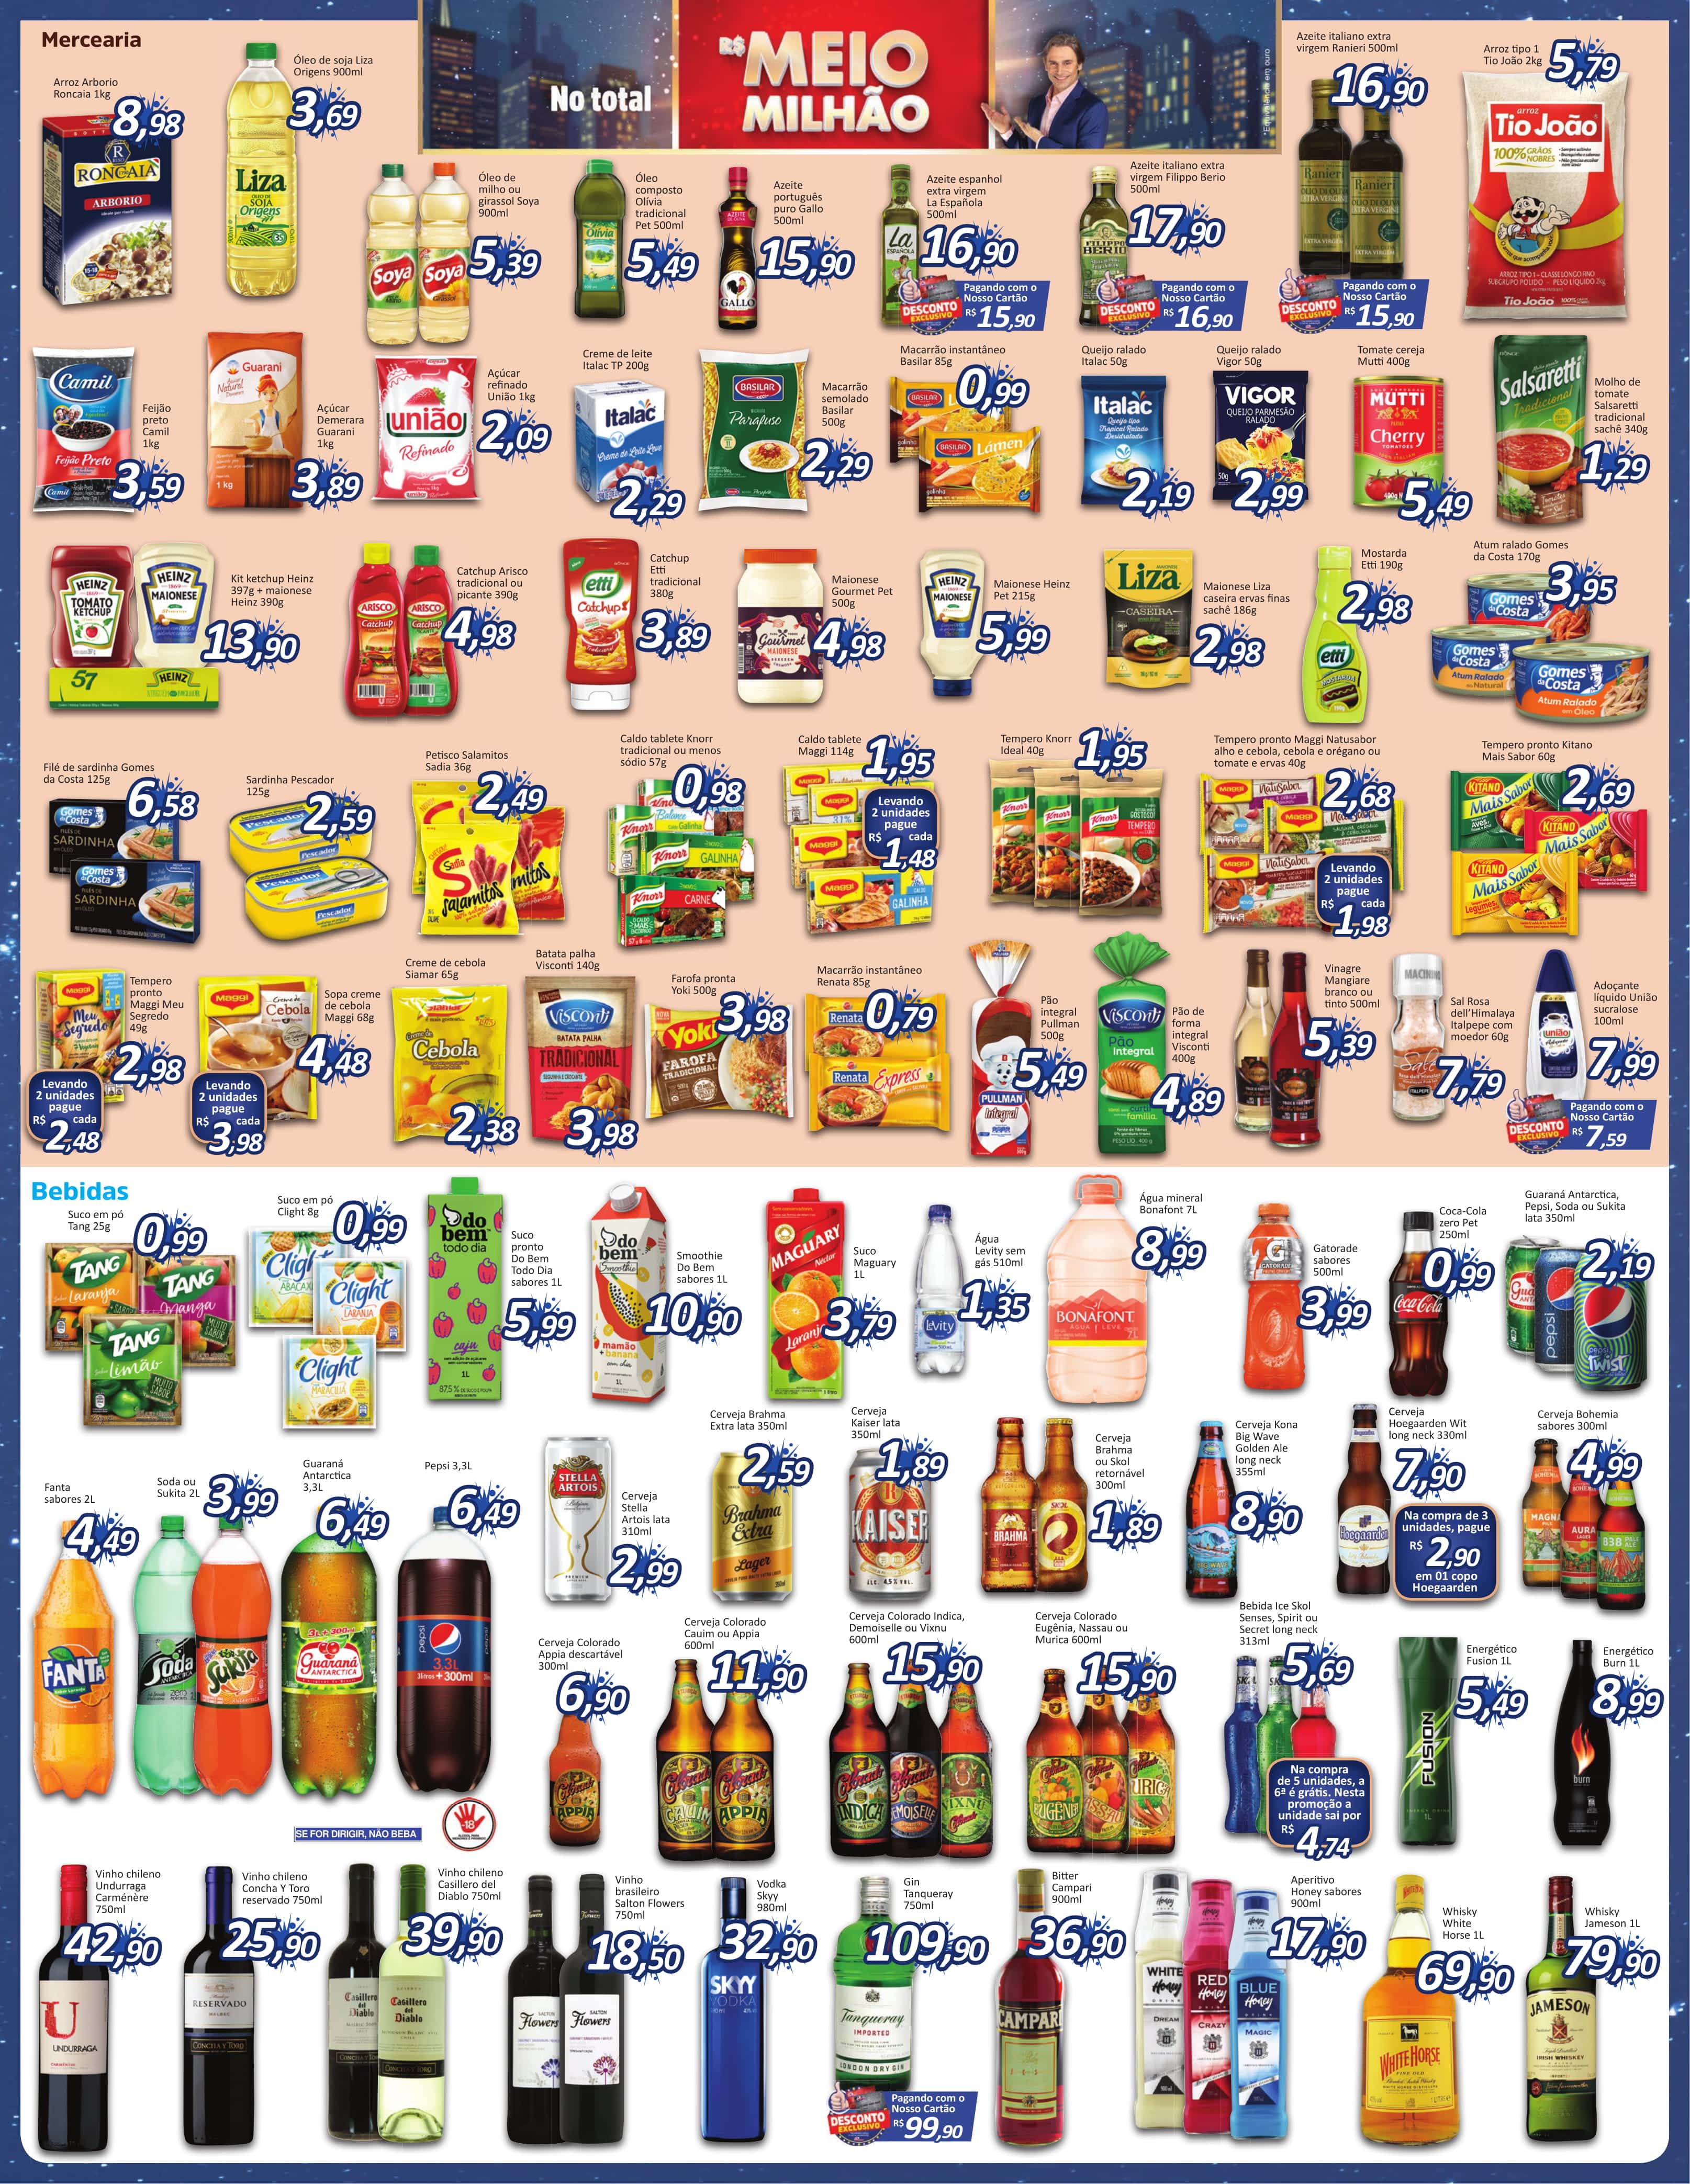 Mercearia
No total
R$ MEIO
MILHÃO
*Equivalência em ouro
Arroz Arborio
Roncaia 1kg
8,98
Óleo de soja Liza
Origens 900ml
3,69
Óleo de
milho ou
girassol Soya
900ml
5,39
Óleo
composto
Olívia
tradicional
Pet 500ml
5,49
Azeite
português
puro Gallo
500ml
15,90
Azeite espanhol
extra virgem
La Española
500ml
16,90
DESCONTO
EXCLUSIVO
Pagando com o
Nosso Cartão
R$ 15,90
Azeite italiano extra
virgem Filippo Berio
500ml
17,90
DESCONTO
EXCLUSIVO
Pagando com o
Nosso Cartão
R$ 16,90
Azeite italiano extra
virgem Ranieri 500ml
16,90
DESCONTO
EXCLUSIVO
Pagando com o
Nosso Cartão
R$ 15,90
Arroz tipo 1
Tio João 2kg
5,79
Feijão
preto
Camil
1kg
3,59
Açúcar
Demerara
Guarani
1kg
3,89
Açúcar
refinado
União 1kg
2,09
Creme de leite
Italac TP 200g
2,29
Macarrão
semolado
Basilar
500g
2,29
Macarrão instantâneo
Basilar 85g
0,99
Queijo ralado
Italac 50g
2,19
Queijo ralado
Vigor 50g
2,99
Tomate cereja
Mutti 400g
5,49
Molho de
tomate
Salsaretti
tradicional
sachê 340g
1,29
Kit ketchup Heinz
397g + maionese
Heinz 390g
13,90
Catchup Arisco
tradicional ou
picante 390g
4,98
Catchup
Etti
tradicional
380g
3,89
Maionese
Gourmet Pet
500g
4,98
Maionese Heinz
Pet 215g
5,99
Maionese Liza
caseira ervas finas
sachê 186g
2,98
Mostarda
Etti 190g
2,98
Atum ralado Gomes
da Costa 170g
3,95
Filé de sardinha Gomes
da Costa 125g
6,58
Sardinha Pescador
125g
2,59
Petisco Salamitos
Sadia 36g
2,49
Caldo tablete Knorr
tradicional ou menos
sódio 57g
0,98
Caldo tablete
Maggi 114g
1,95
Levando
2 unidades
pague
R$ cada
1,48
Tempero Knorr
Ideal 40g
1,95
Tempero pronto Maggi Natusabor
alho e cebola, cebola e orégano ou
tomate e ervas 40g
2,68
Levando
2 unidades
pague
R$ cada
1,98
Tempero pronto Kitano
Mais Sabor 60g
2,69
Tempero
pronto
Maggi Meu
Segredo
49g
2,98
Levando
2 unidades
pague
R$ cada
2,48
Sopa creme
de cebola
Maggi 68g
4,48
Levando
2 unidades
pague
R$ cada
3,98
Creme de cebola
Siamar 65g
2,38
Batata palha
Visconti 140g
3,98
Farofa pronta
Yoki 500g
3,98
Macarrão instantâneo
Renata 85g
0,79
Pão
integral
Pullman
500g
5,49
Pão de
forma
integral
Visconti
400g
4,89
Vinagre
Mangiare
branco ou
tinto 500ml
5,39
Sal Rosa
dell'Himalaya
Italpepe com
moedor 60g
7,79
Adoçante
líquido União
sucralose
100ml
7,99
DESCONTO
EXCLUSIVO
Pagando com o
Nosso Cartão
R$ 7,59
Bebidas
Suco em pó
Tang 25g
0,99
Suco em pó
Clight 8g
0,99
Suco
pronto
Do Bem
Todo Dia
sabores 1L
5,99
Smoothie
Do Bem
sabores 1L
10,90
Suco
Maguary
1L
3,79
Água
Levity sem
gás 510ml
1,35
Água mineral
Bonafont 7L
8,99
Gatorade
sabores
500ml
3,99
Coca-Cola
zero Pet
250ml
0,99
Guaraná Antarctica,
Pepsi, Soda ou Sukita
lata 350ml
2,19
Fanta
sabores 2L
4,49
Soda ou
Sukita 2L
3,99
Guaraná
Antarctica
3,3L
6,49
Pepsi 3,3L
6,49
Cerveja
Stella
Artois lata
310ml
2,99
Cerveja Brahma
Extra lata 350ml
2,59
Cerveja
Kaiser lata
350ml
1,89
Cerveja
Brahma
ou Skol
retornável
300ml
1,89
Cerveja Kona
Big Wave
Golden Ale
long neck
355ml
8,90
Cerveja
Hoegaarden Wit
long neck 330ml
7,90
Na compra de 3
unidades, pague
R$ 2,90
em 01 copo
Hoegaarden
Cerveja Bohemia
sabores 300ml
4,99
Cerveja Colorado
Appia descartável
300ml
6,90
Cerveja Colorado
Cauim ou Appia
600ml
11,90
Cerveja Colorado Indica,
Demoiselle ou Vixnu
600ml
15,90
Cerveja Colorado
Eugênia, Nassau ou
Murica 600ml
15,90
Bebida Ice Skol
Senses, Spirit ou
Secret long neck
313ml
5,69
Na compra
de 5 unidades, a
6ª é grátis. Nesta
promoção a
unidade sai por
R$
4,74
Energético
Fusion 1L
5,49
Energético
Burn 1L
8,99
SE FOR DIRIGIR, NÃO BEBA
-18
Vinho chileno
Undurraga
Carménère
750ml
42,90
Vinho chileno
Concha Y Toro
reservado 750ml
25,90
Vinho chileno
Casillero del
Diablo 750ml
39,90
Vinho
brasileiro
Salton Flowers
750ml
18,50
Vodka
Skyy
980ml
32,90
Gin
Tanqueray
750ml
109,90
DESCONTO
EXCLUSIVO
Pagando com o
Nosso Cartão
R$ 99,90
Bitter
Campari
900ml
36,90
Aperitivo
Honey sabores
900ml
17,90
Whisky
White
Horse 1L
69,90
Whisky
Jameson 1L
79,90